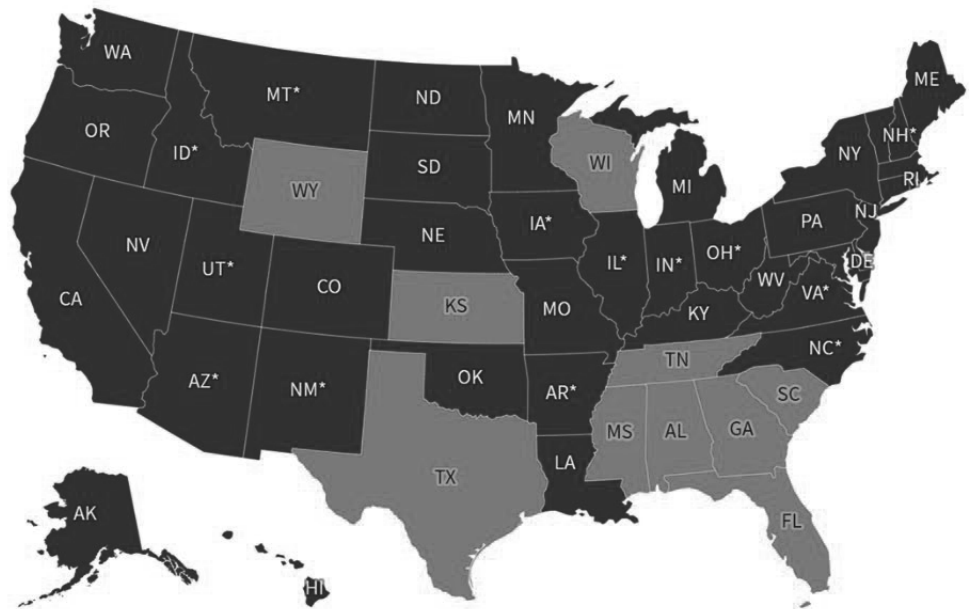 WA
MT*
ND
MN
ME
OR
ID*
SD
WI
MI
NY
NH*
RI
WY
IA*
NE
PA
NJ
NV
UT*
CO
KS
IL*
IN*
OH*
WV
VA*
DE
CA
MO
KY
NC*
TN
AZ*
NM*
OK
AR*
SC
MS
AL
GA
LA
TX
AK
FL
HI